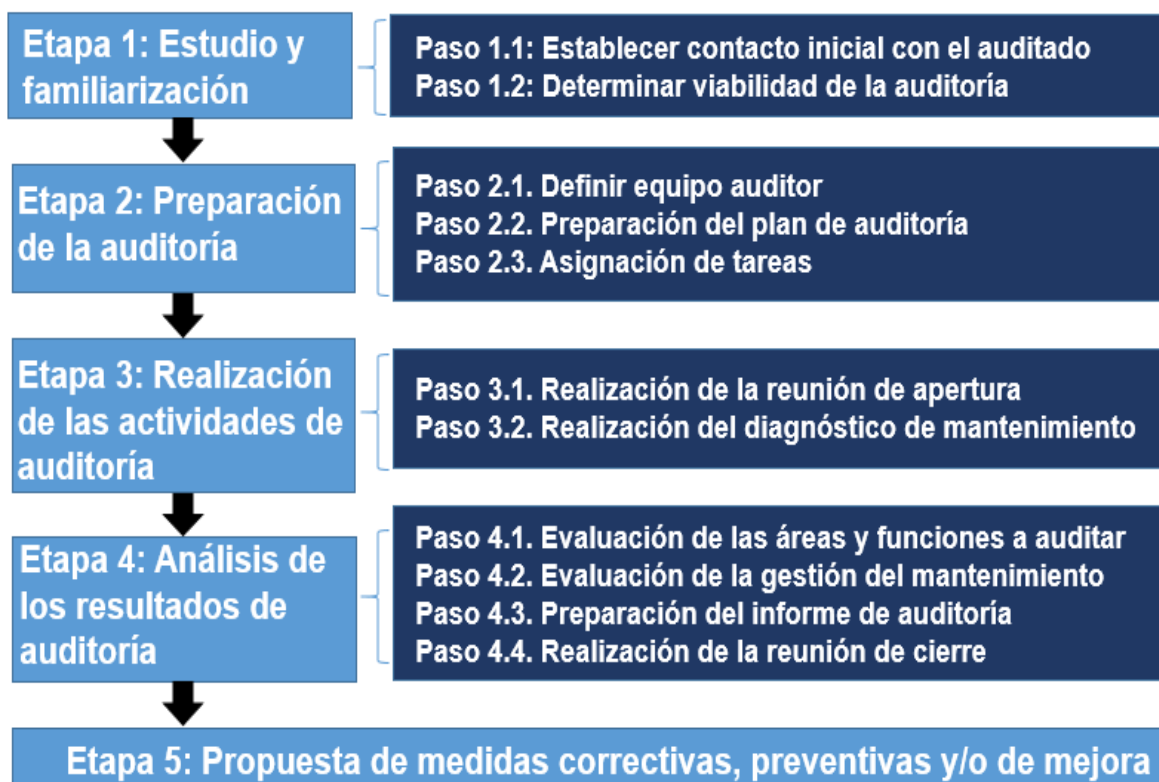 Etapa 1: Estudio y
familiarización
Paso 1.1: Establecer contacto inicial con el auditado
Paso 1.2: Determinar viabilidad de la auditoría
Etapa 2: Preparación
de la auditoría
Paso 2.1. Definir equipo auditor
Paso 2.2. Preparación del plan de auditoría
Paso 2.3. Asignación de tareas
Etapa 3: Realización
de las actividades de
auditoría
Paso 3.1. Realización de la reunión de apertura
Paso 3.2. Realización del diagnóstico de mantenimiento
Etapa 4: Análisis de
los resultados de
auditoría
Paso 4.1. Evaluación de las áreas y funciones a auditar
Paso 4.2. Evaluación de la gestión del mantenimiento
Paso 4.3. Preparación del informe de auditoría
Paso 4.4. Realización de la reunión de cierre
Etapa 5: Propuesta de medidas correctivas, preventivas y/o de mejora